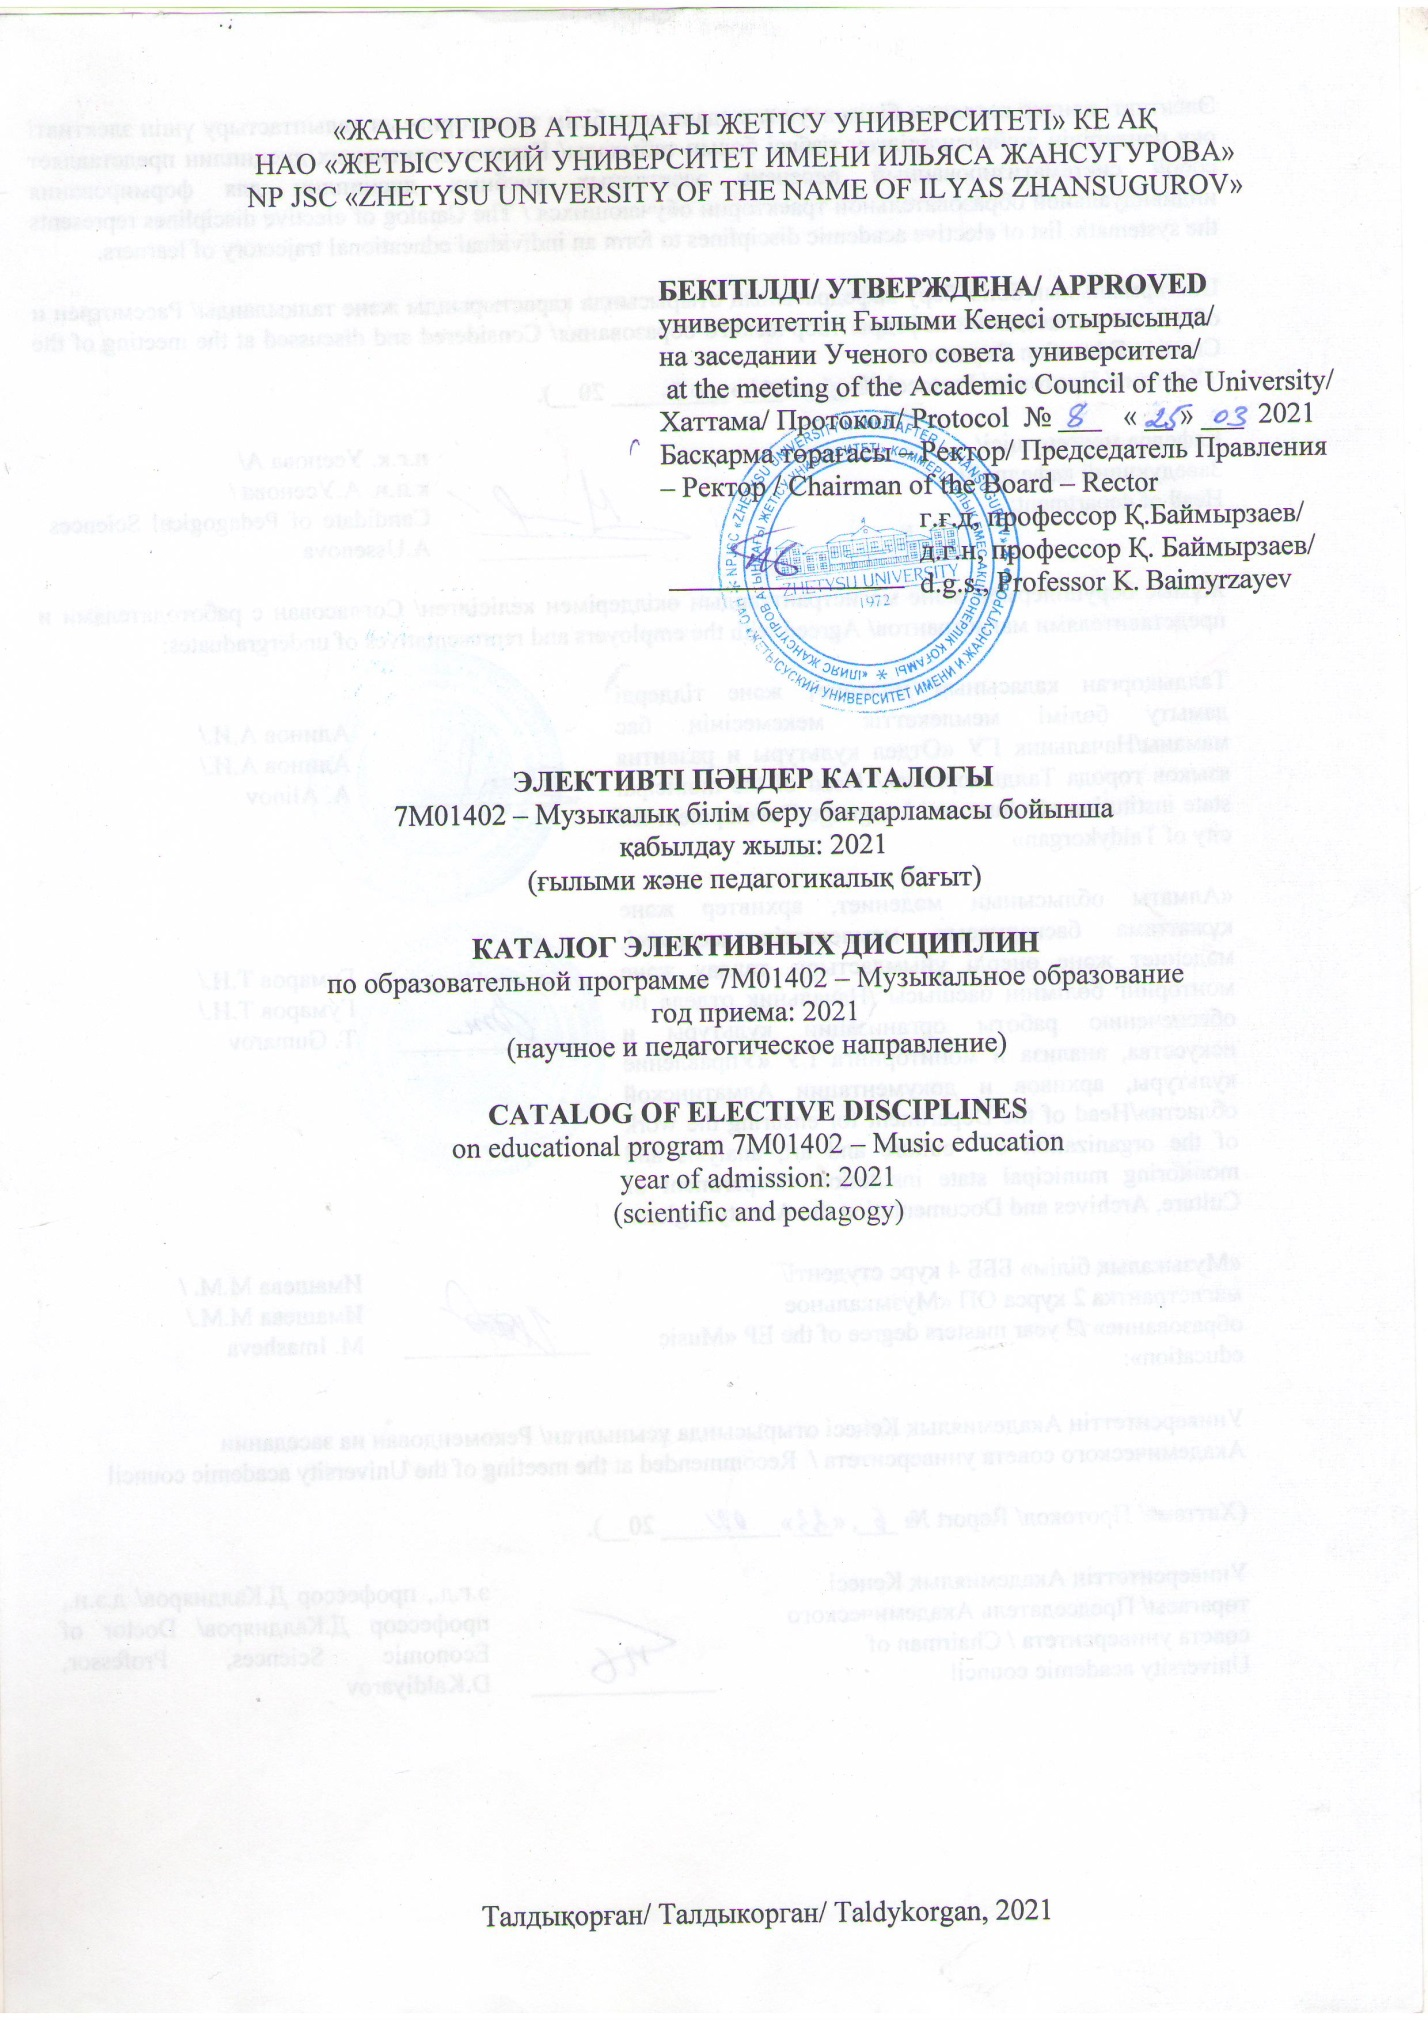 «ЖАНСҮГІРОВ АТЫНДАҒЫ ЖЕТІСУ УНИВЕРСИТЕТІ» КЕ АҚ
НАО «ЖЕТЫСУСКИЙ УНИВЕРСИТЕТ ИМЕНИ ИЛЬЯСА ЖАНСУГУРОВА»
NP JSC «ZHETYSU UNIVERSITY OF THE NAME OF ILYAS ZHANSUGUROV»
БЕКІТІЛДІ/ УТВЕРЖДЕНА/ APPROVED
университеттің Ғылыми Кеңесі отырысында/
на заседании Ученого совета университета/
at the meeting of the Academic Council of the University/
Хаттама/ Протокол/ Protocol № 8 « 25 » 03 2021
Басқарма төрағасы – Ректор/ Председатель Правления
– Ректор / Chairman of the Board – Rector
г.ғ.д, профессор Қ.Баймырзаев/
д.г.н, профессор Қ. Баймырзаев/
d.g.s., Professor K. Baimyrzayev
ZHETYSU UNIVERSITY
1972
ЭЛЕКТИВТІ ПӘНДЕР КАТАЛОГЫ
7М01402 – Музыкалық білім беру бағдарламасы бойынша
қабылдау жылы: 2021
(ғылыми және педагогикалық бағыт)
КАТАЛОГ ЭЛЕКТИВНЫХ ДИСЦИПЛИН
по образовательной программе 7М01402 – Музыкальное образование
год приема: 2021
(научное и педагогическое направление)
CATALOG OF ELECTIVE DISCIPLINES
on educational program 7M01402 – Music education
year of admission: 2021
(scientific and pedagogy)
Талдықорған/ Талдыкорган/ Taldykorgan, 2021